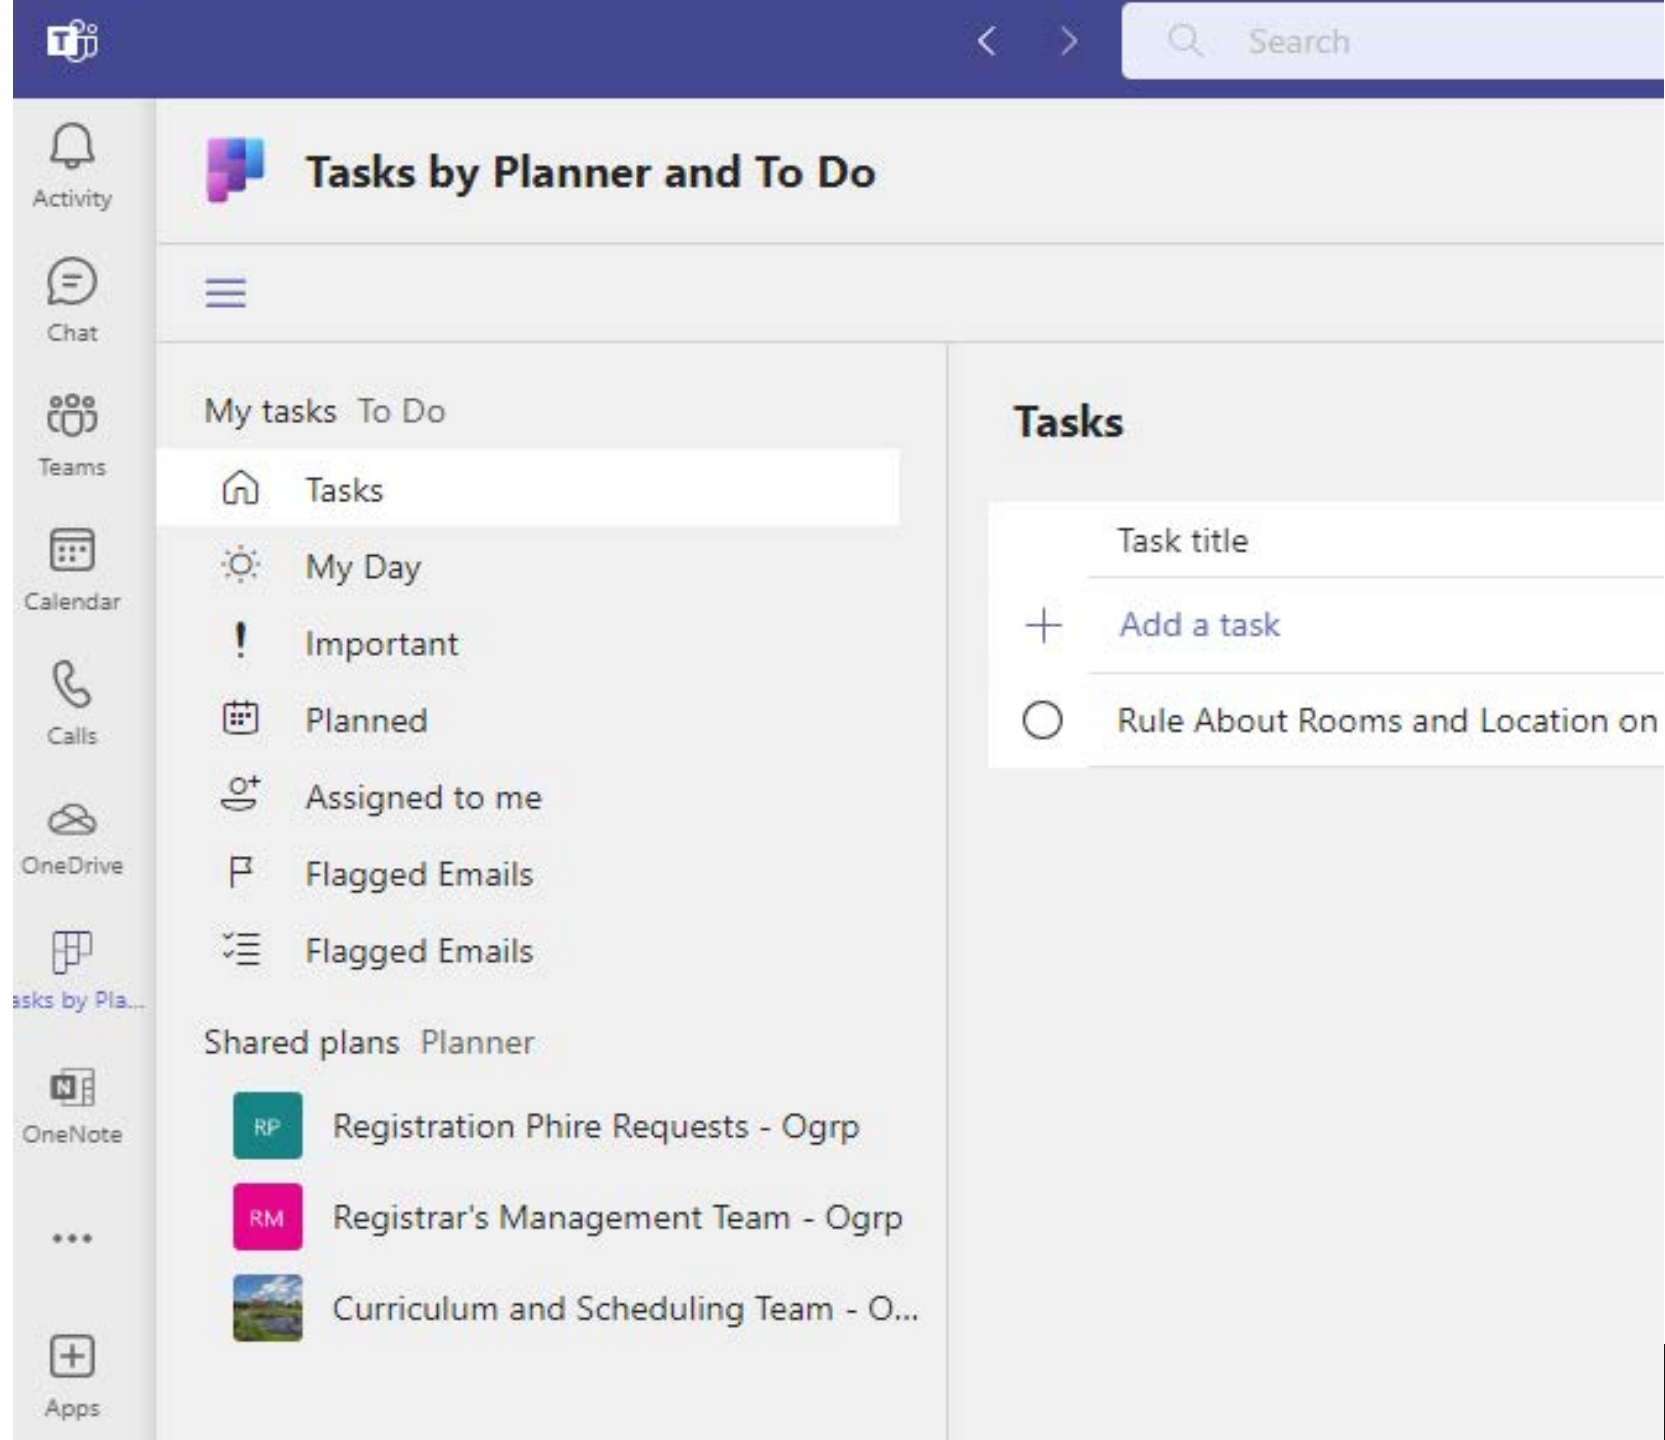 Search
Activity
Chat
Teams
Calendar
Calls
OneDrive
asks by Pla...
OneNote
Apps
Tasks by Planner and To Do
My tasks To Do
Tasks
My Day
Important
Planned
Assigned to me
Flagged Emails
Flagged Emails
Shared plans Planner
RP Registration Phire Requests - Ogrp
RM Registrar's Management Team - Ogrp
Curriculum and Scheduling Team - O...
Tasks
Task title
Add a task
Rule About Rooms and Location on